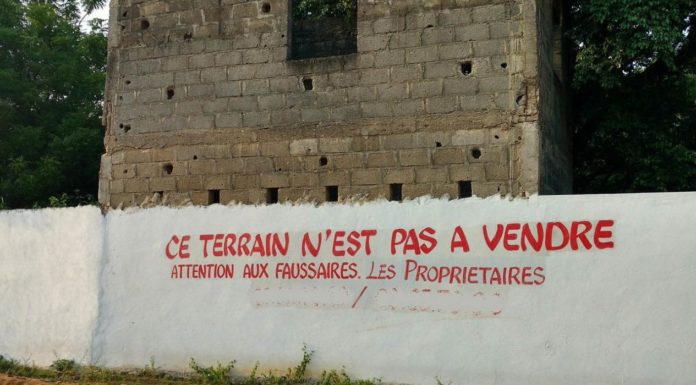 CE TERRAIN N'EST PAS A VENDRE
ATTENTION AUX FAUSSAIRES. LES PROPRIETAIRES
/